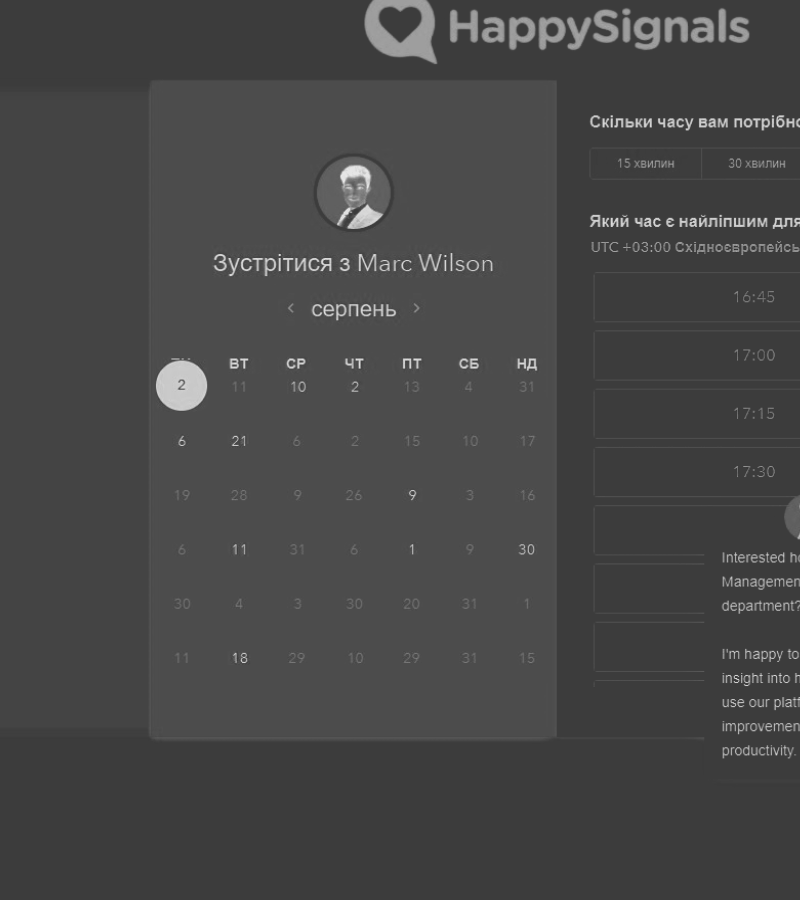 HappySignals
Зустрітися з Marc Wilson
< серпень >
ВТ СР ЧТ ПТ СБ НД
2 11 10 2 13 4 31
6 21 6 2 15 10 17
19 28 9 26 9 3 16
6 11 31 6 1 9 30
30 4 3 30 20 31 1
11 18 29 10 29 31 15
Скільки часу вам потрібно
15 хвилин 30 хвилин
Який час є найліпшим для
UTC +03:00 Східноєвропейсь
16:45
17:00
17:15
17:30
Interested ho
Managemen
department?
I'm happy to
insight into h
use our platf
improvemen
productivity.